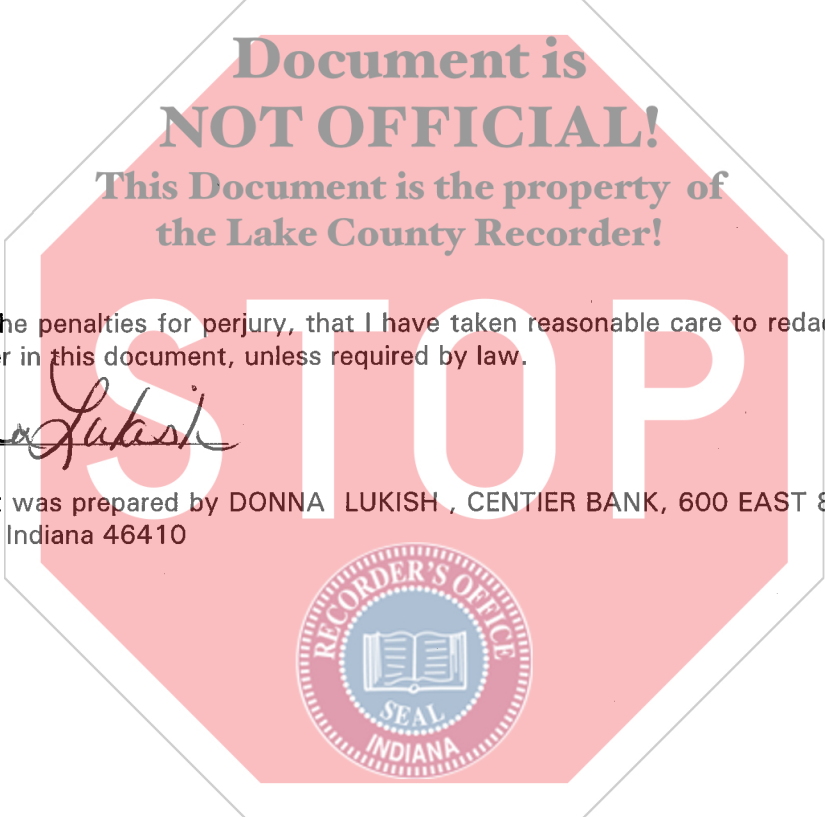 Document is
NOT OFFICIAL!
This Document is the property of
the Lake County Recorder!
STOP
he penalties for perjury, that I have taken reasonable care to reda
r in this document, unless required by law.
a Lukish
t was prepared by DONNA LUKISH , CENTIER BANK, 600 EAST 8
Indiana 46410
RECORDER'S OFFICE
SEAL
INDIANA